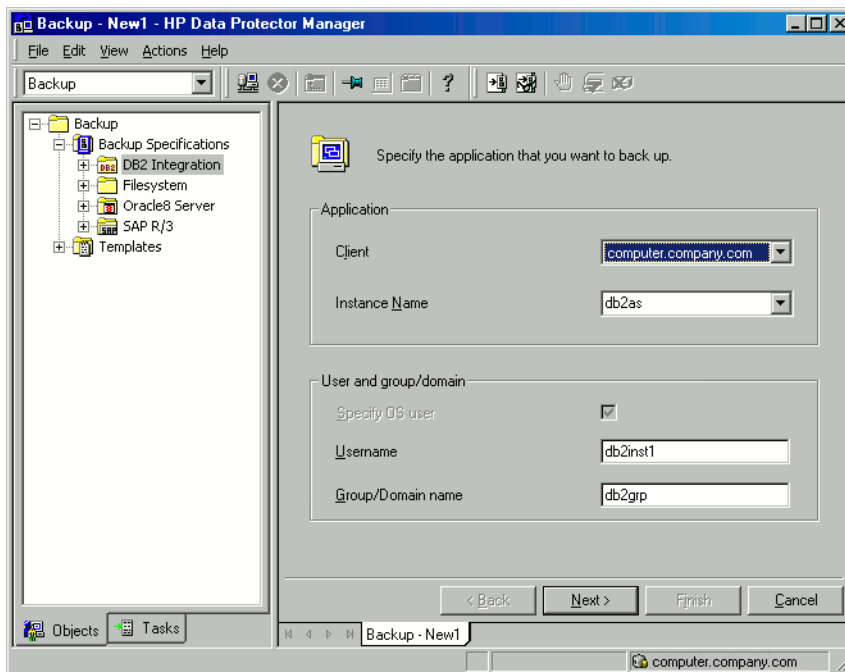 Backup - New1 - HP Data Protector Manager
File Edit View Actions Help
Backup
?
Backup
Backup Specifications
DB2 DB2 Integration
Filesystem
Oracle8 Server
SAP SAP R/3
Templates
Specify the application that you want to back up.
Application
Client computer.company.com
Instance Name db2as
User and group/domain
Specify OS user
Username db2inst1
Group/Domain name db2grp
< Back Next > Finish Cancel
Objects Tasks Backup - New1
computer.company.com